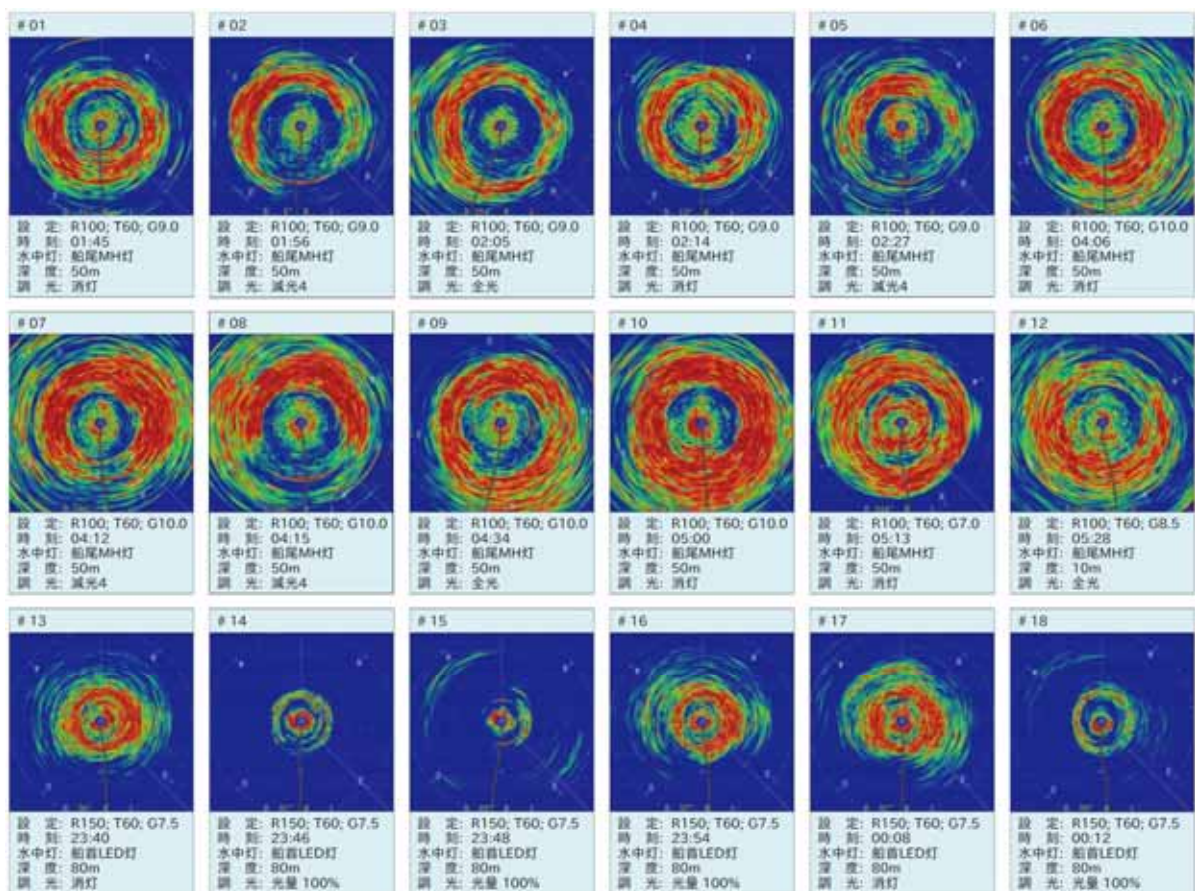 # 01
設 定: R100; T60; G9.0
時 刻: 01:45
水中灯: 船尾MH灯
深 度: 50m
調 光: 消灯
# 02
設 定: R100; T60; G9.0
時 刻: 01:56
水中灯: 船尾MH灯
深 度: 50m
調 光: 減光4
# 03
設 定: R100; T60; G9.0
時 刻: 02:05
水中灯: 船尾MH灯
深 度: 50m
調 光: 全光
# 04
設 定: R100; T60; G9.0
時 刻: 02:14
水中灯: 船尾MH灯
深 度: 50m
調 光: 消灯
# 05
設 定: R100; T60; G9.0
時 刻: 02:27
水中灯: 船尾MH灯
深 度: 50m
調 光: 減光4
# 06
設 定: R100; T60; G10.0
時 刻: 04:06
水中灯: 船尾MH灯
深 度: 50m
調 光: 消灯
# 07
設 定: R100; T60; G10.0
時 刻: 04:12
水中灯: 船尾MH灯
深 度: 50m
調 光: 減光4
# 08
設 定: R100; T60; G10.0
時 刻: 04:15
水中灯: 船尾MH灯
深 度: 50m
調 光: 減光4
# 09
設 定: R100; T60; G10.0
時 刻: 04:34
水中灯: 船尾MH灯
深 度: 50m
調 光: 全光
# 10
設 定: R100; T60; G10.0
時 刻: 05:00
水中灯: 船尾MH灯
深 度: 50m
調 光: 消灯
# 11
設 定: R100; T60; G7.0
時 刻: 05:13
水中灯: 船尾MH灯
深 度: 50m
調 光: 消灯
# 12
設 定: R100; T60; G8.5
時 刻: 05:28
水中灯: 船尾MH灯
深 度: 10m
調 光: 全光
# 13
設 定: R150; T60; G7.5
時 刻: 23:40
水中灯: 船首LED灯
深 度: 80m
調 光: 消灯
# 14
設 定: R150; T60; G7.5
時 刻: 23:46
水中灯: 船首LED灯
深 度: 80m
調 光: 光量 100%
# 15
設 定: R150; T60; G7.5
時 刻: 23:48
水中灯: 船首LED灯
深 度: 80m
調 光: 光量 100%
# 16
設 定: R150; T60; G7.5
時 刻: 23:54
水中灯: 船首LED灯
深 度: 80m
調 光: 光量 100%
# 17
設 定: R150; T60; G7.5
時 刻: 00:08
水中灯: 船首LED灯
深 度: 80m
調 光: 消灯
# 18
設 定: R150; T60; G7.5
時 刻: 00:12
水中灯: 船首LED灯
深 度: 80m
調 光: 光量 100%